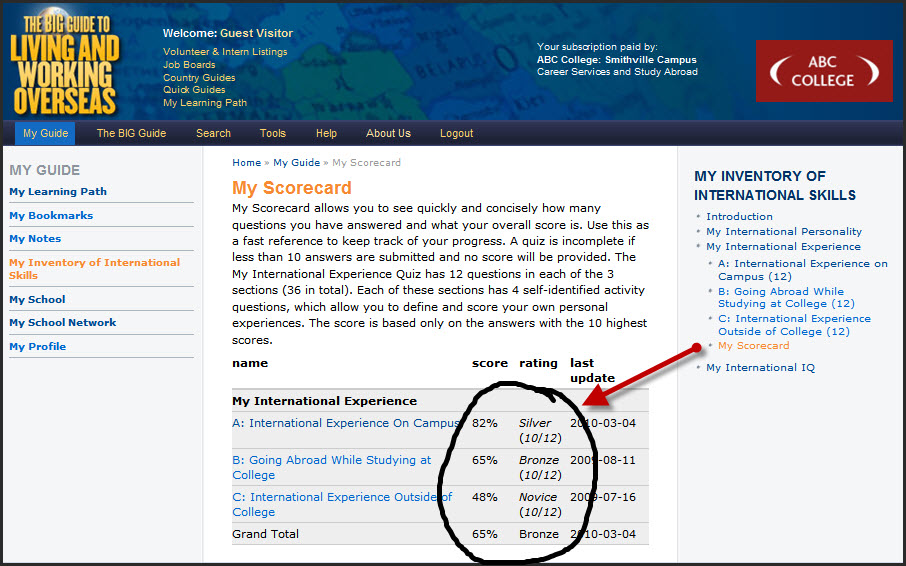 THE BIG GUIDE TO
LIVING AND
WORKING
OVERSEAS
Welcome: Guest Visitor
Volunteer & Intern Listings
Job Boards
Country Guides
Quick Guides
My Learning Path
Your subscription paid by:
ABC College: Smithville Campus
Career Services and Study Abroad
ABC
COLLEGE
My Guide The BIG Guide Search Tools Help About Us Logout
MY GUIDE
My Learning Path
My Bookmarks
My Notes
My Inventory of International
Skills
My School
My School Network
My Profile
Home » My Guide » My Scorecard
My Scorecard
My Scorecard allows you to see quickly and concisely how many
questions you have answered and what your overall score is. Use this as
a fast reference to keep track of your progress. A quiz is incomplete if
less than 10 answers are submitted and no score will be provided. The
My International Experience Quiz has 12 questions in each of the 3
sections (36 in total). Each of these sections has 4 self-identified activity
questions, which allow you to define and score your own personal
experiences. The score is based only on the answers with the 10 highest
scores.
name score rating last
update
My International Experience
A: International Experience On Campus 82% Silver 2010-03-04
(10/12)
B: Going Abroad While Studying at 65% Bronze 2009-08-11
College (10/12)
C: International Experience Outside of 48% Novice 2009-07-16
College (10/12)
Grand Total 65% Bronze 2010-03-04
MY INVENTORY OF
INTERNATIONAL SKILLS
Introduction
My International Personality
My International Experience
A: International Experience on
Campus (12)
B: Going Abroad While
Studying at College (12)
C: International Experience
Outside of College (12)
My Scorecard
My International IQ